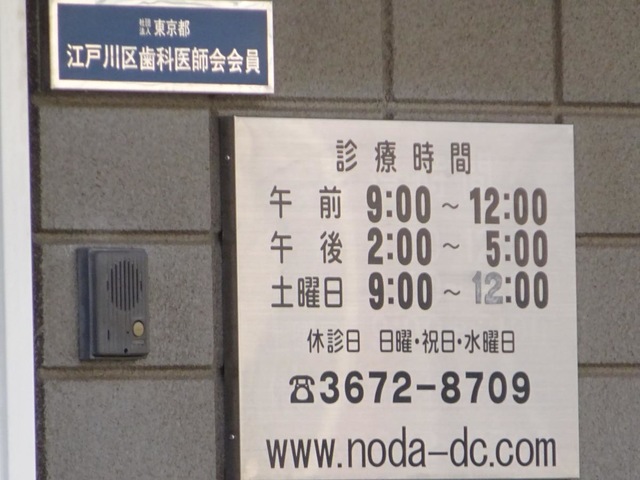 社団法人 東京都
江戸川区歯科医師会会員
診療時間
午前 9:00～12:00
午後 2:00～5:00
土曜日 9:00～12:00
休診日 日曜・祝日・水曜日
☎3672-8709
www.noda-dc.com